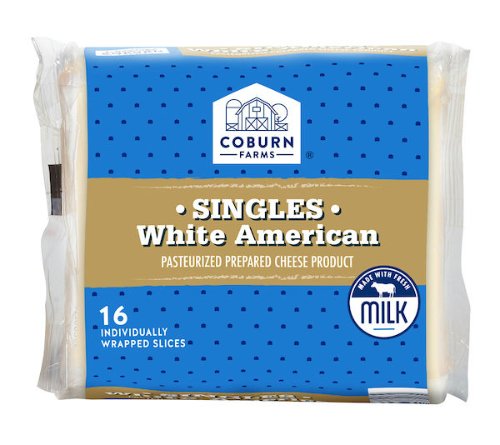 COBURN
FARMS®
• SINGLES •
White American
PASTEURIZED PREPARED CHEESE PRODUCT
MADE WITH FRESH
MILK
16
INDIVIDUALLY
WRAPPED SLICES